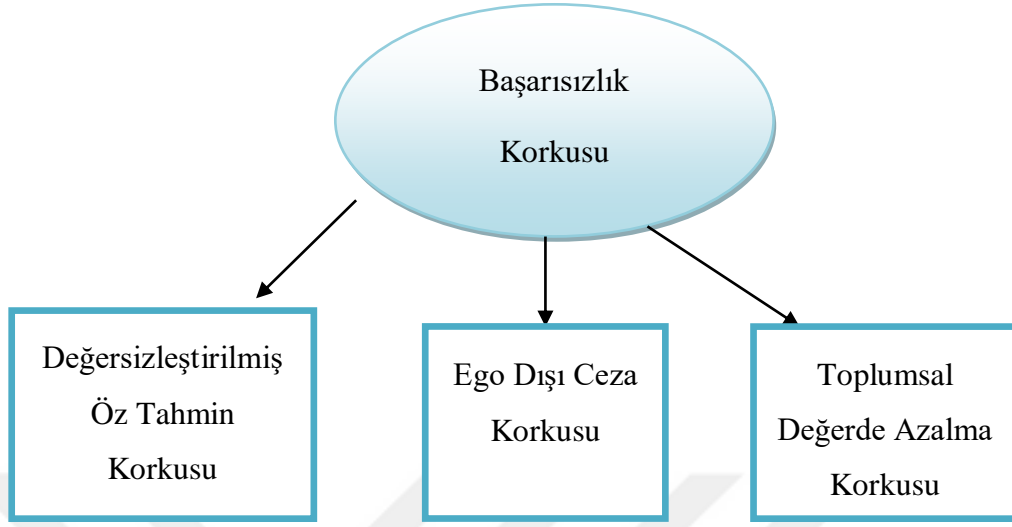 Başarısızlık
Korkusu
Değersizleştirilmiş
Öz Tahmin
Korkusu
Ego Dışı Ceza
Korkusu
Toplumsal
Değerde Azalma
Korkusu